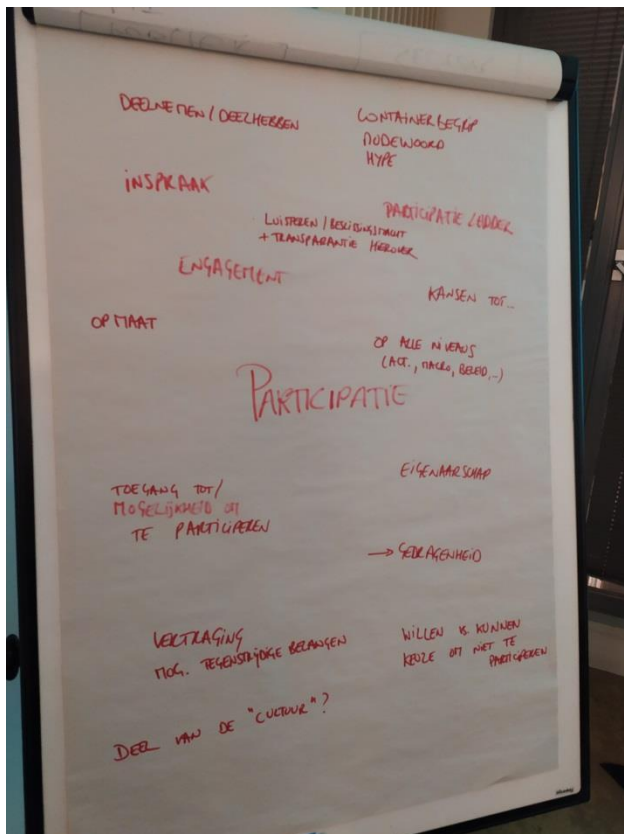 DEELNEMEN / DEELHEBBEN
CONTAINERBEGRIP
MODEWOORD
HYPE
INSPRAAK
PARTICIPATIE LADDER
LUISTEREN / BESLISSINGSMACHT
+ TRANSPARANTIE HIEROVER
ENGAGEMENT
KANSEN TOT...
OP MAAT
OP ALLE NIVEAUS
(ACT., MACRO, BELEID, ...)
PARTICIPATIE
EIGENAARSCHAP
TOEGANG TOT /
MOGELIJKHEID OM
TE PARTICIPEREN
→ GEDRAGENHEID
VERTRAGING
MOG. TEGENSTRIJDIGE BELANGEN
WILLEN VS. KUNNEN
KEUZE OM NIET TE
PARTICIPEREN
DEEL VAN DE "CULTUUR"?